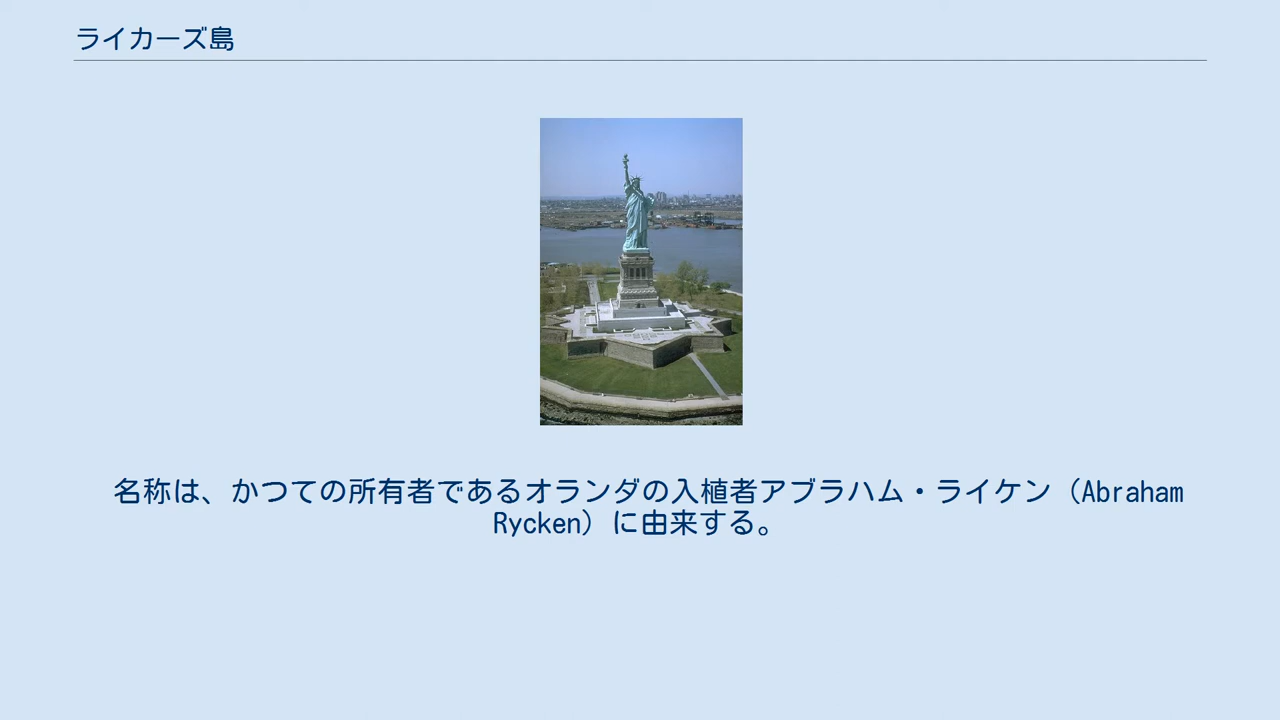 ライカーズ島
名称は、かつての所有者であるオランダの入植者アブラハム・ライケン（Abraham
Rycken）に由来する。